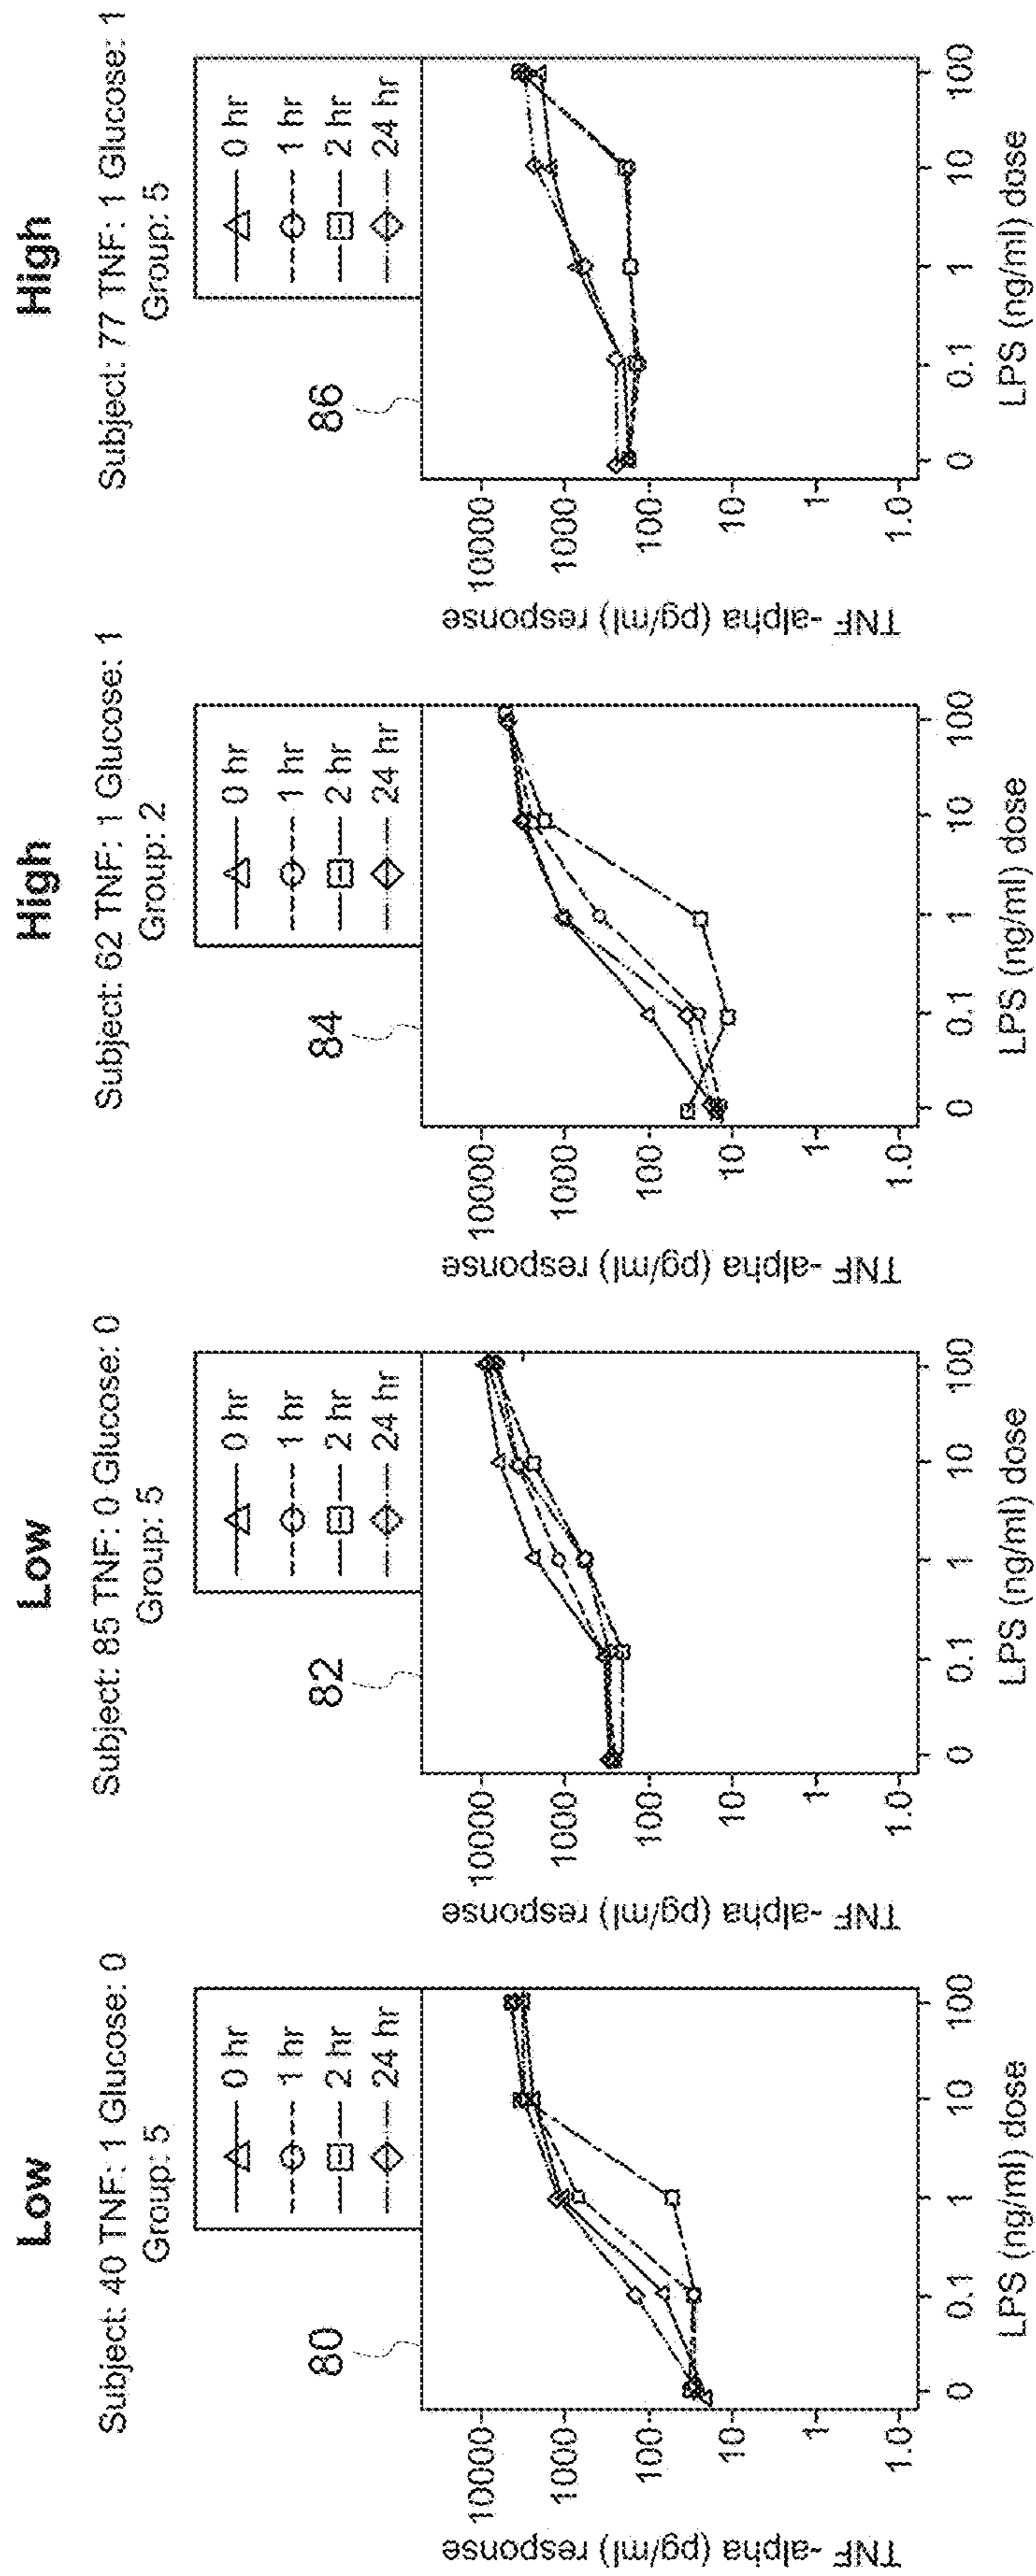 Low
Subject: 40 TNF: 1 Glucose: 0
Group: 5
0 hr
1 hr
2 hr
24 hr
80
TNF -alpha (pg/ml) response
10000
1000
100
10
1
1.0
0 0.1 1 10 100
LPS (ng/ml) dose
Low
Subject: 85 TNF: 0 Glucose: 0
Group: 5
0 hr
1 hr
2 hr
24 hr
82
TNF -alpha (pg/ml) response
10000
1000
100
10
1
1.0
0 0.1 1 10 100
LPS (ng/ml) dose
High
Subject: 62 TNF: 1 Glucose: 1
Group: 2
0 hr
1 hr
2 hr
24 hr
84
TNF -alpha (pg/ml) response
10000
1000
100
10
1
1.0
0 0.1 1 10 100
LPS (ng/ml) dose
High
Subject: 77 TNF: 1 Glucose: 1
Group: 5
0 hr
1 hr
2 hr
24 hr
86
TNF -alpha (pg/ml) response
10000
1000
100
10
1
1.0
0 0.1 1 10 100
LPS (ng/ml) dose